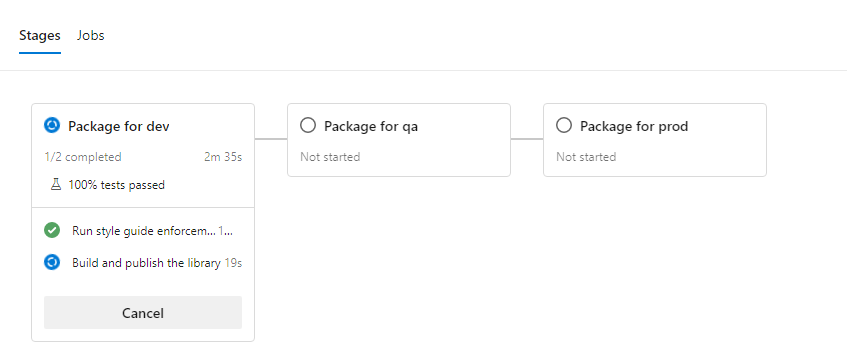 Stages Jobs
Package for dev
1/2 completed 2m 35s
100% tests passed
Run style guide enforcem... 1...
Build and publish the library 19s
Cancel
Package for qa
Not started
Package for prod
Not started